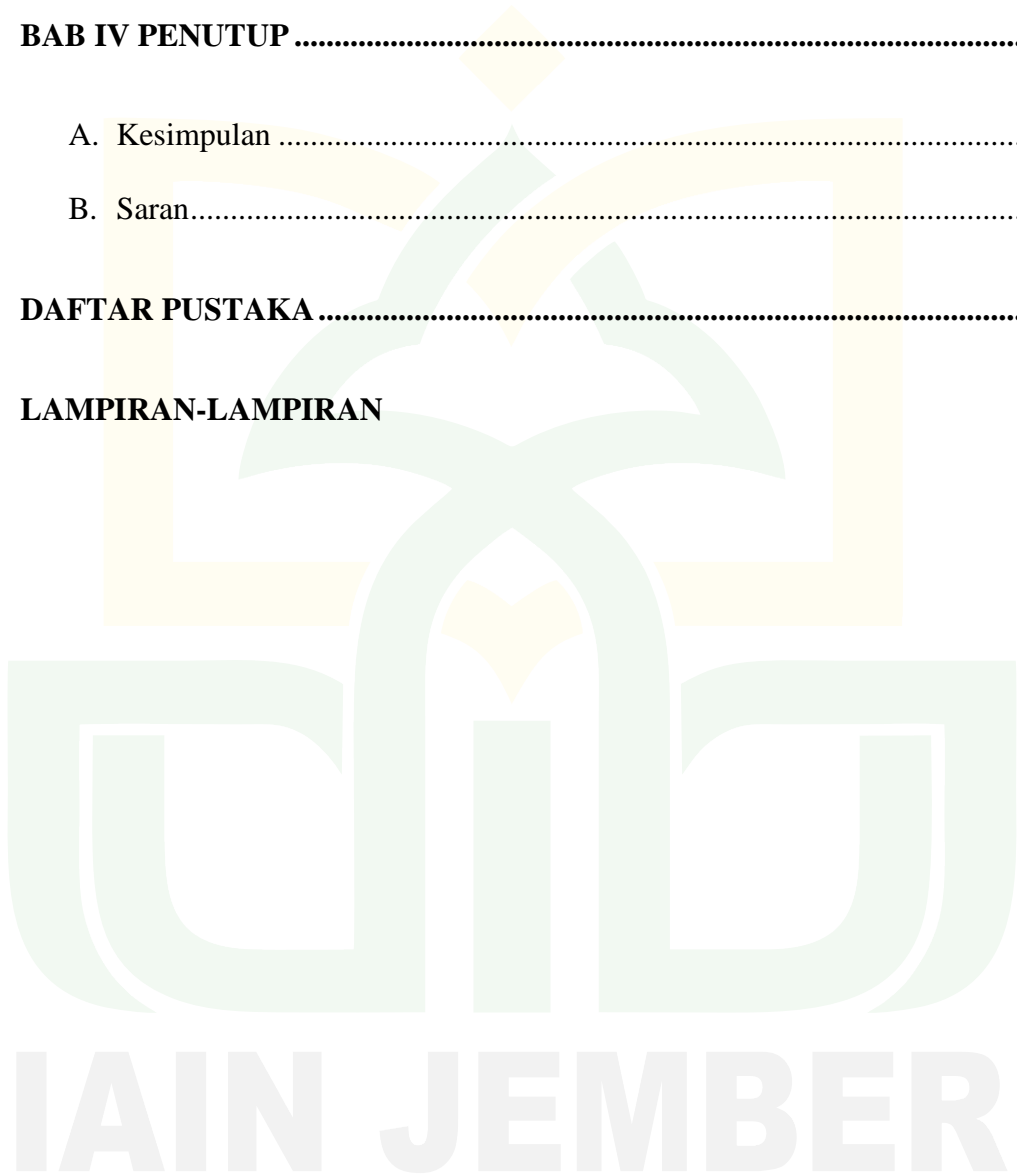 BAB IV PENUTUP ........................................................................................
A. Kesimpulan ............................................................................................
B. Saran.......................................................................................................
DAFTAR PUSTAKA.....................................................................................
LAMPIRAN-LAMPIRAN
IAIN JEMBER